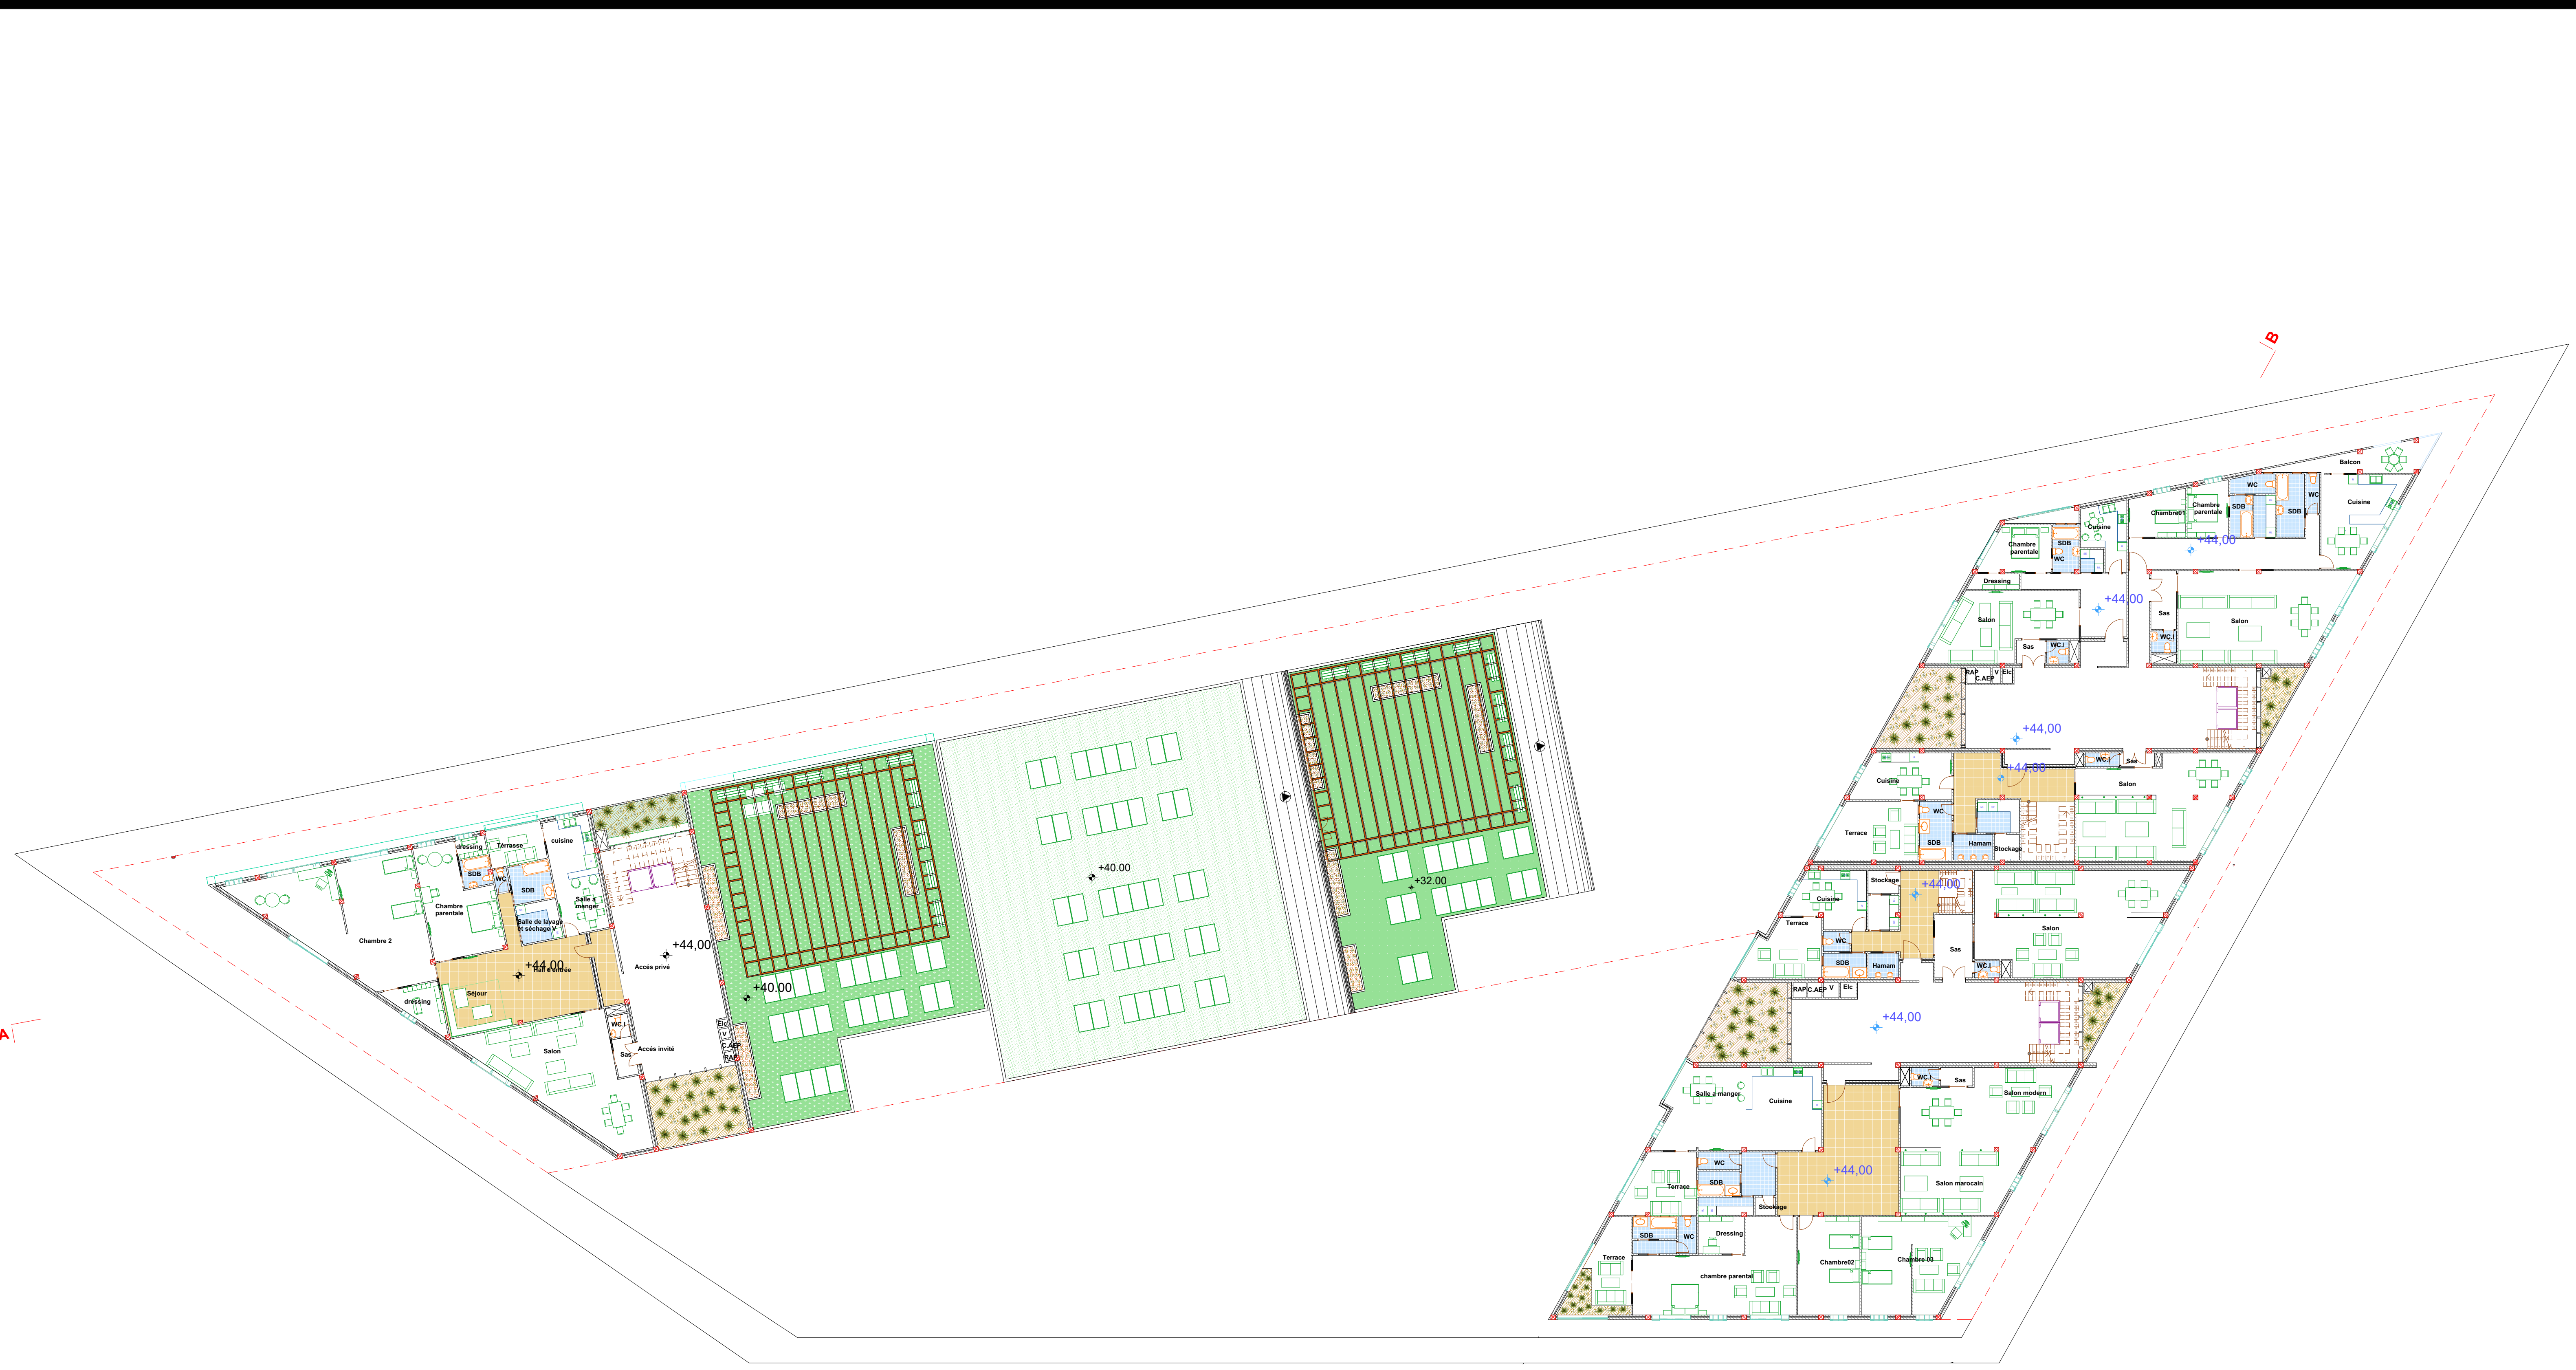 B
Balcon
WC
WC
Cuisine
Chambre01
Chambre
parentale
SDB
SDB
+44,00
Cuisine
Chambre
parentale
SDB
WC
Dressing
+44,00
Sas
Salon
WC.I
Salon
Sas
WC.I
RAP
C.AEP
V
Elc
+44,00
WC.I
Sas
+44,00
Cuisine
Salon
WC
Terrace
SDB
Hamam
Stockage
Stockage
+44,00
Cuisine
Terrace
Salon
WC
Sas
SDB
Hamam
WC.I
RAP
C.AEP
V
Elc
+44,00
WC.I
Sas
Salle a manger
Cuisine
Salon modern
WC
+44,00
SDB
Terrace
Salon marocain
Stockage
SDB
WC
Dressing
Terrace
Chambre02
Chambre 03
chambre parental
+32.00
+40.00
+40.00
dressing
Terrasse
cuisine
SDB
WC
SDB
Chambre
parentale
Salle à
manger
Salle de lavage
et séchage V
Chambre 2
+44,00
Accés privé
+44,00
Hall d'entrée
Séjour
dressing
WC.I
Elc
V
C.AEP
RAP
Salon
Sas
Accés invité
A